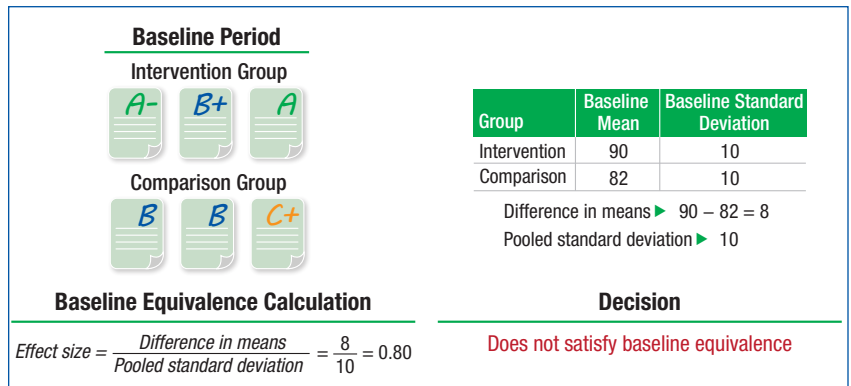 Baseline Period
Intervention Group
A- B+ A
Comparison Group
B B C+
Group Baseline Mean Baseline Standard Deviation
Intervention 90 10
Comparison 82 10
Difference in means ▶ 90 – 82 = 8
Pooled standard deviation ▶ 10
Baseline Equivalence Calculation
Effect size = Difference in means / Pooled standard deviation = 8 / 10 = 0.80
Decision
Does not satisfy baseline equivalence